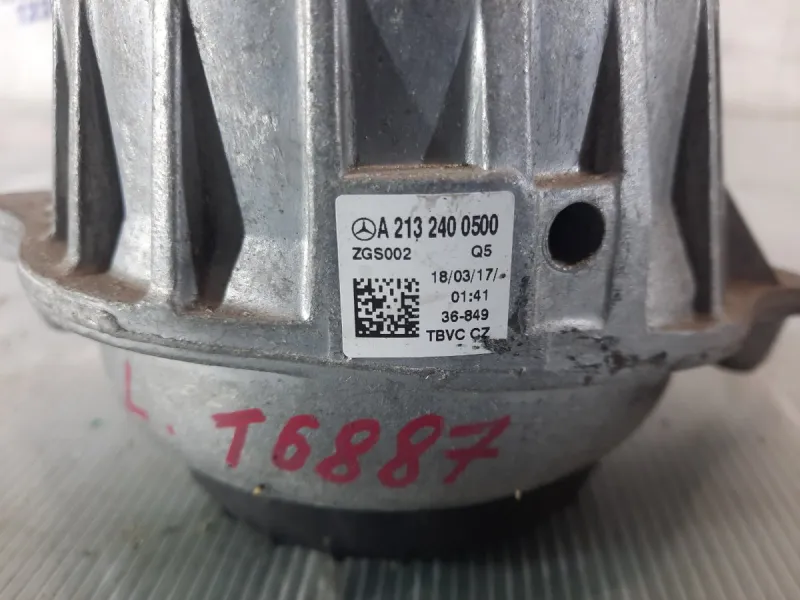 A 213 240 0500
ZGS002 Q5
18/03/17/
01:41
36-849
TBVC CZ
L. T6887